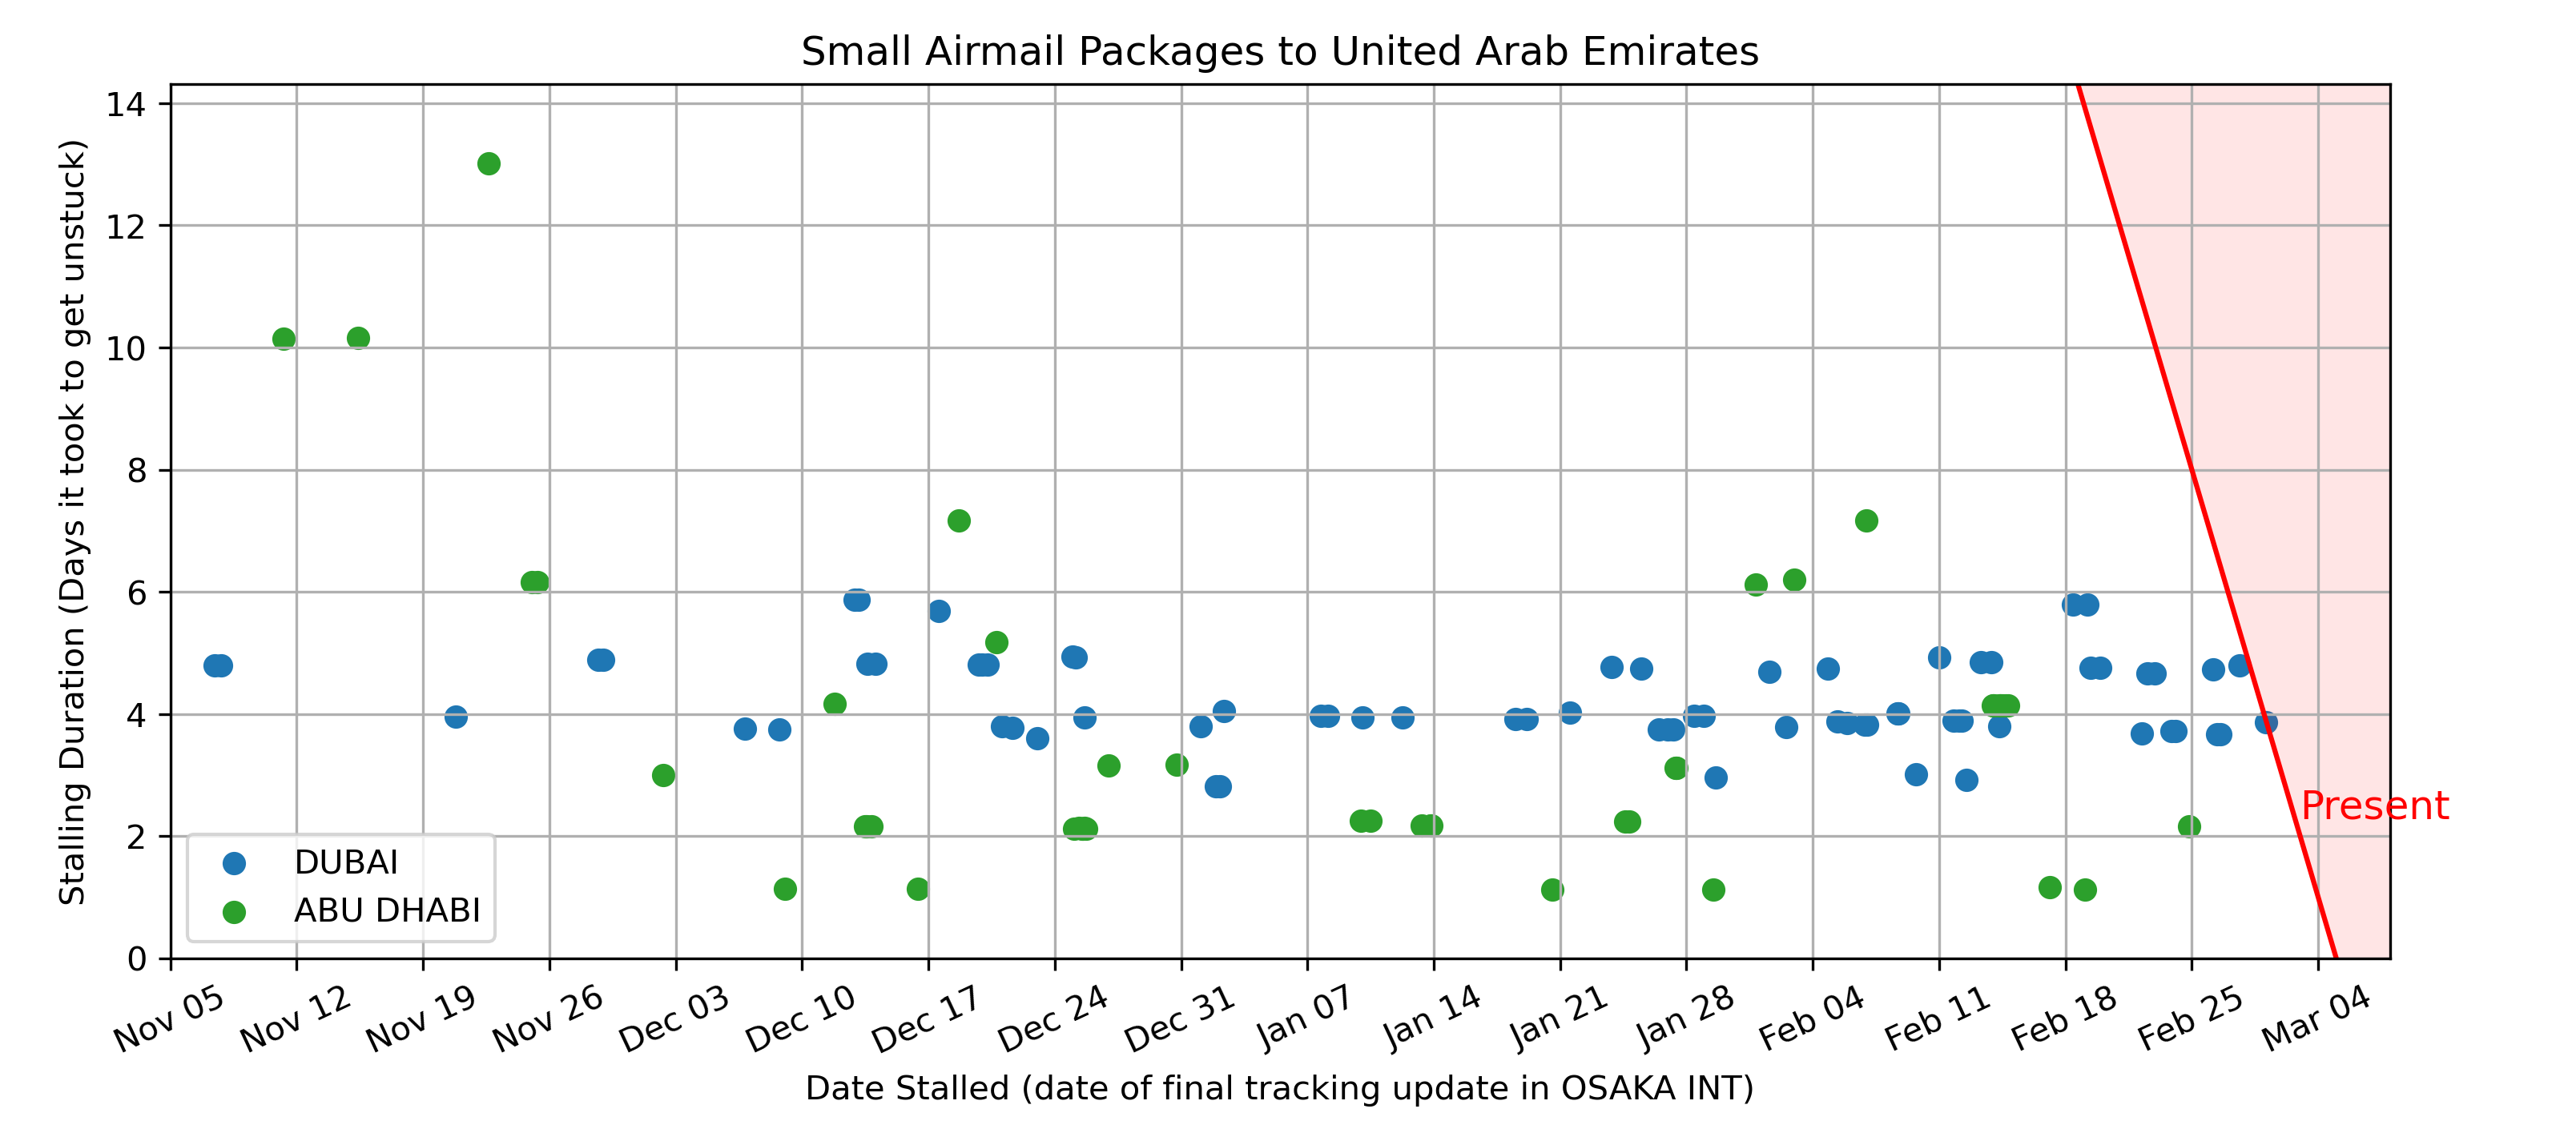 Small Airmail Packages to United Arab Emirates
Stalling Duration (Days it took to get unstuck)
14
12
10
8
6
4
2
0
DUBAI
ABU DHABI
Present
Nov 05 Nov 12 Nov 19 Nov 26 Dec 03 Dec 10 Dec 17 Dec 24 Dec 31 Jan 07 Jan 14 Jan 21 Jan 28 Feb 04 Feb 11 Feb 18 Feb 25 Mar 04
Date Stalled (date of final tracking update in OSAKA INT)